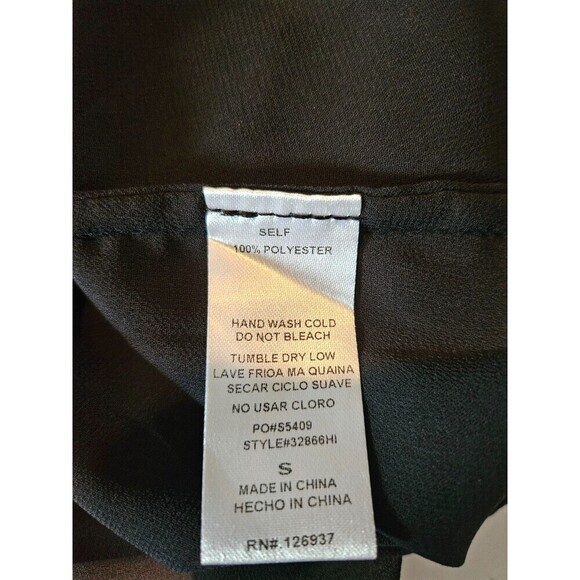 SELF
100% POLYESTER
HAND WASH COLD
DO NOT BLEACH
TUMBLE DRY LOW
LAVE FRIOA MA QUAINA
SECAR CICLO SUAVE
NO USAR CLORO
PO#S5409
STYLE#32866HI
S
MADE IN CHINA
HECHO IN CHINA
RN#.126937